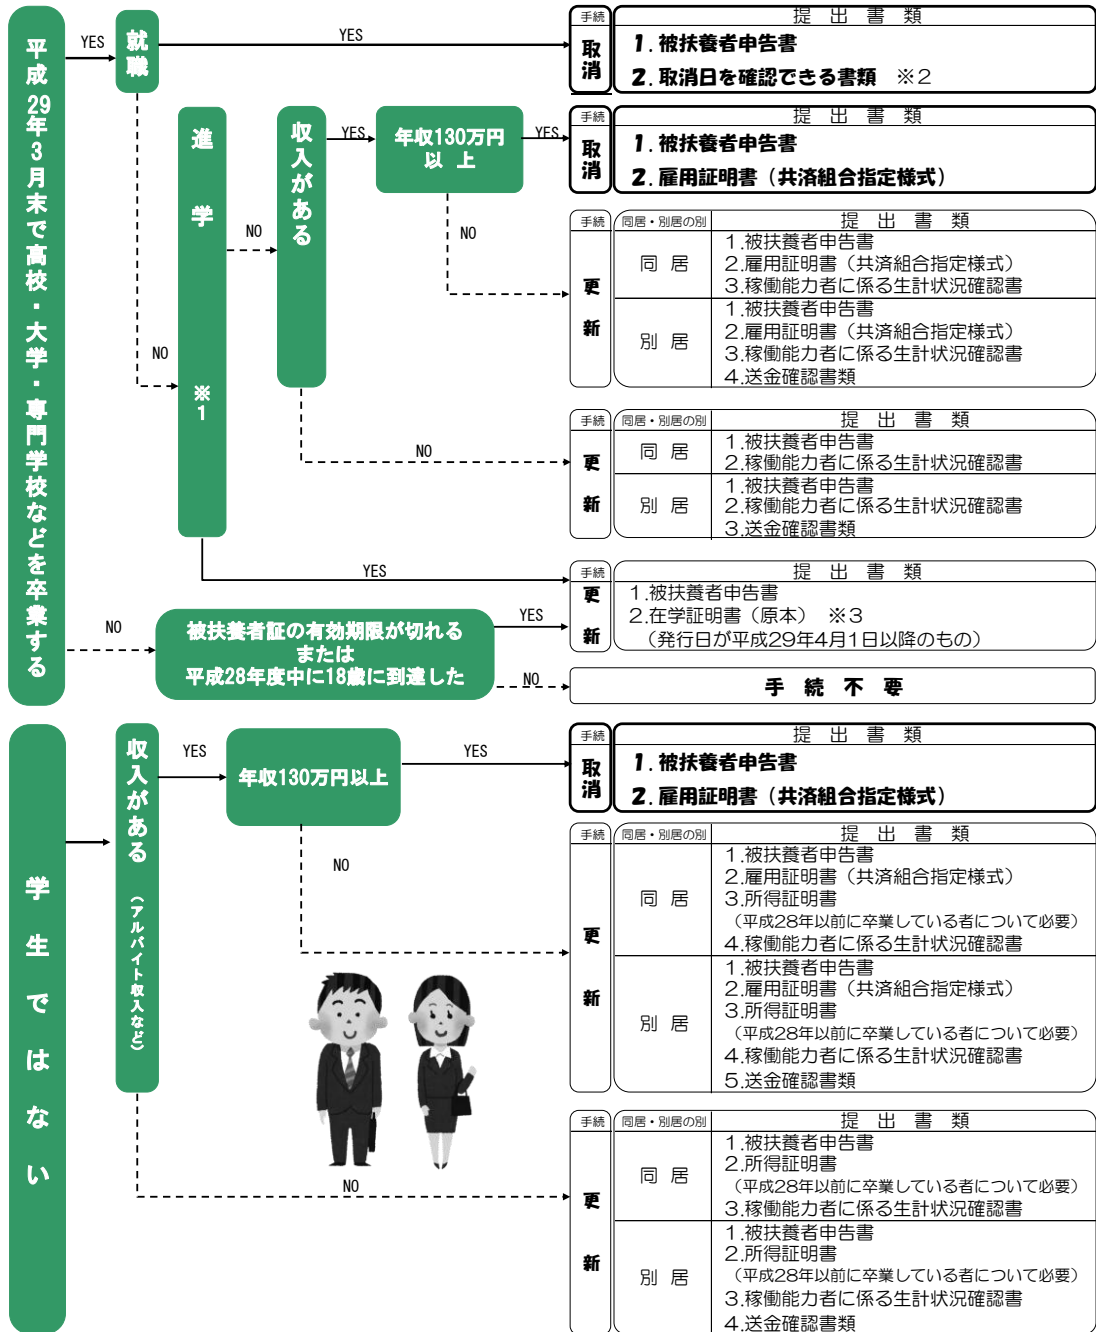 平成29年3月末で高校・大学・専門学校などを卒業する
YES
就職
YES
手続
提出書類
取消
1.被扶養者申告書
2.取消日を確認できる書類 ※2
NO
進学 ※1
NO
収入がある
YES
年収130万円
以上
YES
手続
提出書類
取消
1.被扶養者申告書
2.雇用証明書（共済組合指定様式）
NO
手続
同居・別居の別
提出書類
更新
同居
1.被扶養者申告書
2.雇用証明書（共済組合指定様式）
3.稼働能力者に係る生計状況確認書
別居
1.被扶養者申告書
2.雇用証明書（共済組合指定様式）
3.稼働能力者に係る生計状況確認書
4.送金確認書類
NO
手続
同居・別居の別
提出書類
更新
同居
1.被扶養者申告書
2.稼働能力者に係る生計状況確認書
別居
1.被扶養者申告書
2.稼働能力者に係る生計状況確認書
3.送金確認書類
YES
手続
提出書類
更新
1.被扶養者申告書
2.在学証明書（原本） ※3
（発行日が平成29年4月1日以降のもの）
NO
被扶養者証の有効期限が切れる
または
平成28年度中に18歳に到達した
YES
NO
手続不要
学生ではない
収入がある（アルバイト収入など）
YES
年収130万円以上
YES
手続
提出書類
取消
1.被扶養者申告書
2.雇用証明書（共済組合指定様式）
NO
手続
同居・別居の別
提出書類
更新
同居
1.被扶養者申告書
2.雇用証明書（共済組合指定様式）
3.所得証明書
（平成28年以前に卒業している者について必要）
4.稼働能力者に係る生計状況確認書
別居
1.被扶養者申告書
2.雇用証明書（共済組合指定様式）
3.所得証明書
（平成28年以前に卒業している者について必要）
4.稼働能力者に係る生計状況確認書
5.送金確認書類
NO
手続
同居・別居の別
提出書類
更新
同居
1.被扶養者申告書
2.所得証明書
（平成28年以前に卒業している者について必要）
3.稼働能力者に係る生計状況確認書
別居
1.被扶養者申告書
2.所得証明書
（平成28年以前に卒業している者について必要）
3.稼働能力者に係る生計状況確認書
4.送金確認書類